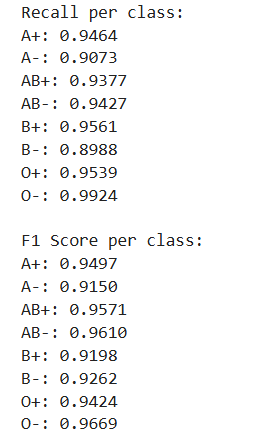 Recall per class:
A+: 0.9464
A-: 0.9073
AB+: 0.9377
AB-: 0.9427
B+: 0.9561
B-: 0.8988
O+: 0.9539
O-: 0.9924
F1 Score per class:
A+: 0.9497
A-: 0.9150
AB+: 0.9571
AB-: 0.9610
B+: 0.9198
B-: 0.9262
O+: 0.9424
O-: 0.9669